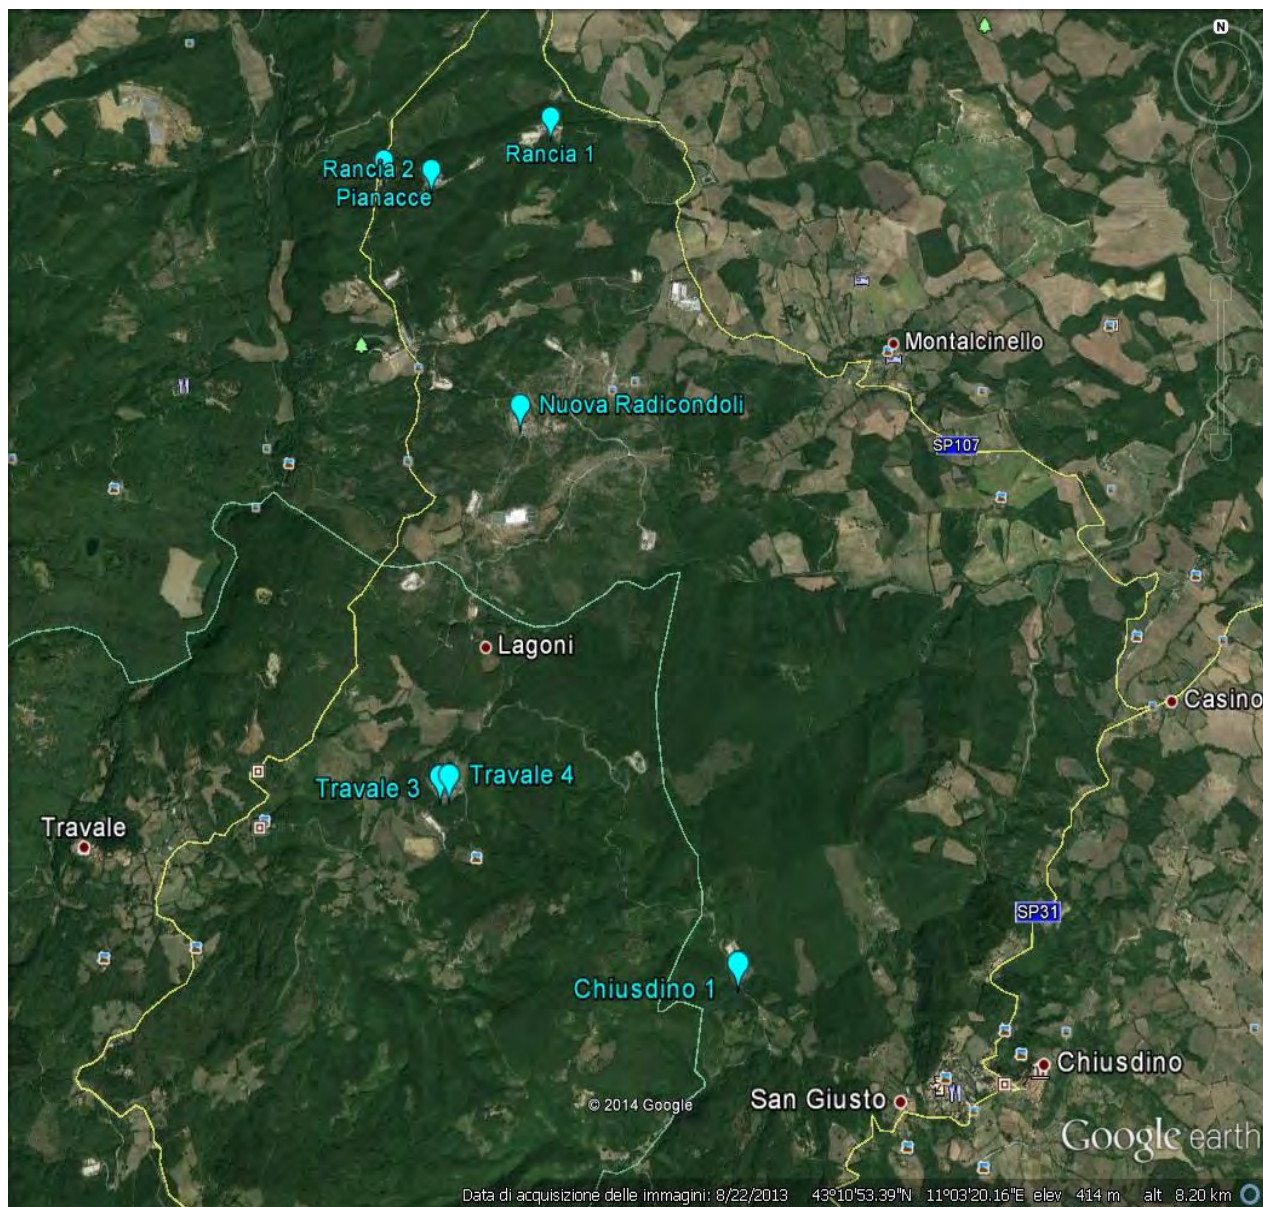 N
Rancia 1
Rancia 2
Pianacce
Montalcinello
Nuova Radicondoli
SP107
Lagoni
Casino
Travale 3
Travale 4
Travale
SP31
Chiusdino 1
Chiusdino
San Giusto
© 2014 Google
Google earth
Data di acquisizione delle immagini: 8/22/2013 43°10'53.39"N 11°03'20.16"E elev 414 m alt 8.20 km